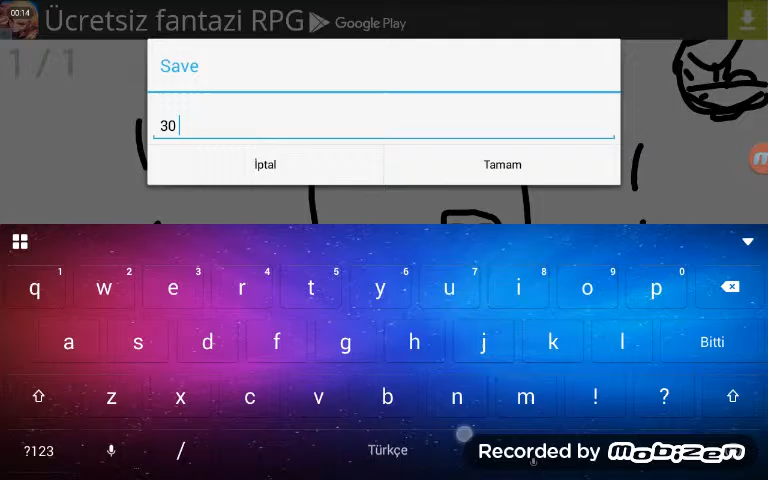 00:14
Ücretsiz fantazi RPG Google Play
1 / 1
Save
30
İptal Tamam
1 2 3 4 5 6 7 8 9 0
q w e r t y u i o p
a s d f g h j k l Bitti
z x c v b n m ! ?
?123 / Türkçe
Recorded by mobizen